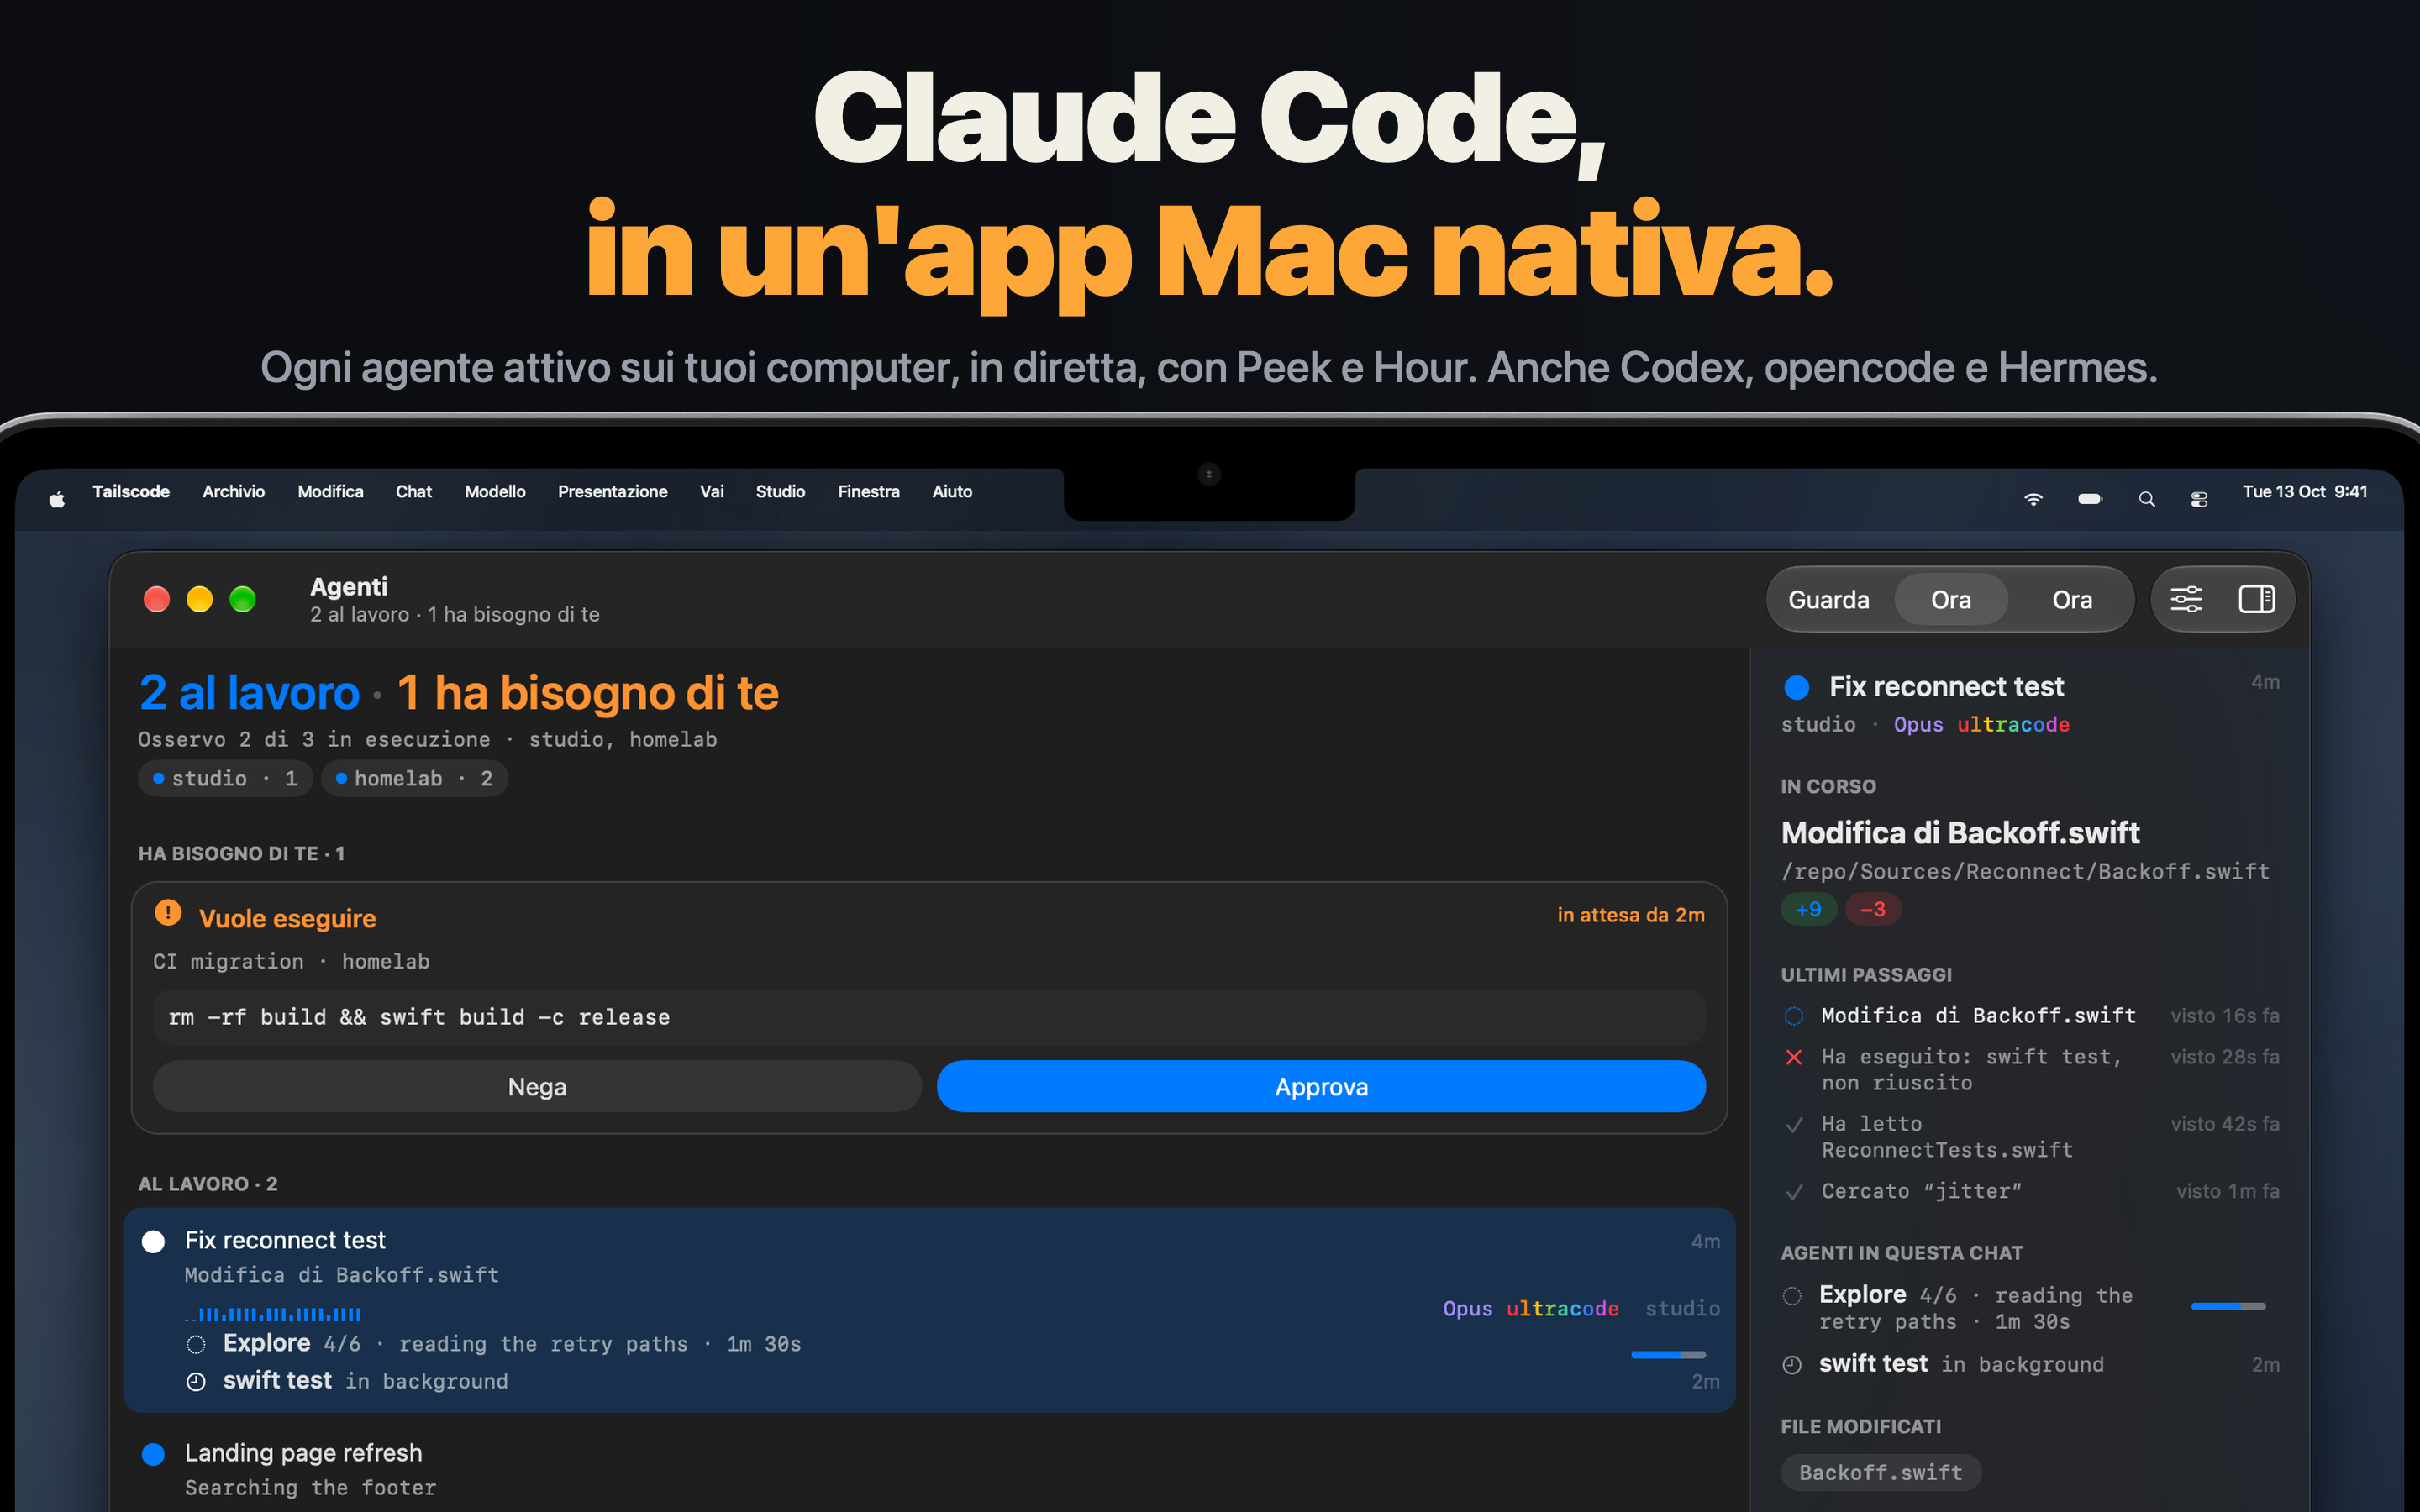 Claude Code,
in un'app Mac nativa.
Ogni agente attivo sui tuoi computer, in diretta, con Peek e Hour. Anche Codex, opencode e Hermes.
Tailscode Archivio Modifica Chat Modello Presentazione Vai Studio Finestra Aiuto Tue 13 Oct 9:41
Agenti
2 al lavoro · 1 ha bisogno di te
Guarda Ora Ora
2 al lavoro · 1 ha bisogno di te
Osservo 2 di 3 in esecuzione · studio, homelab
studio · 1 homelab · 2
HA BISOGNO DI TE · 1
Vuole eseguire in attesa da 2m
CI migration · homelab
rm -rf build && swift build -c release
Nega Approva
AL LAVORO · 2
Fix reconnect test 4m
Modifica di Backoff.swift
Opus ultracode studio
Explore 4/6 · reading the retry paths · 1m 30s
swift test in background 2m
Landing page refresh
Searching the footer
Fix reconnect test 4m
studio · Opus ultracode
IN CORSO
Modifica di Backoff.swift
/repo/Sources/Reconnect/Backoff.swift
+9 −3
ULTIMI PASSAGGI
Modifica di Backoff.swift visto 16s fa
Ha eseguito: swift test, visto 28s fa
non riuscito
Ha letto visto 42s fa
ReconnectTests.swift
Cercato “jitter” visto 1m fa
AGENTI IN QUESTA CHAT
Explore 4/6 · reading the
retry paths · 1m 30s
swift test in background 2m
FILE MODIFICATI
Backoff.swift